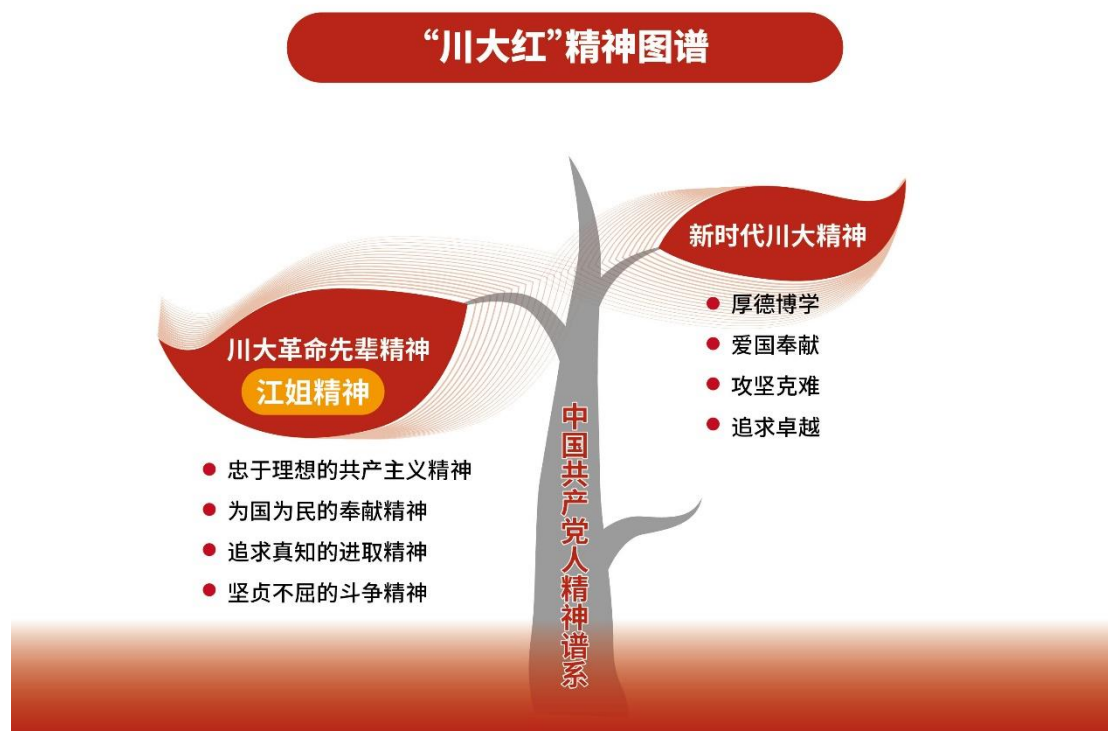 “川大红”精神图谱
川大革命先辈精神
江姐精神
忠于理想的共产主义精神
为国为民的奉献精神
追求真知的进取精神
坚贞不屈的斗争精神
中国共产党人精神谱系
新时代川大精神
厚德博学
爱国奉献
攻坚克难
追求卓越